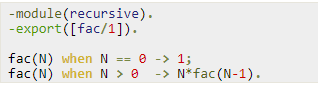 -module(recursive).
-export([fac/1]).
fac(N) when N == 0 -> 1;
fac(N) when N > 0  -> N*fac(N-1).